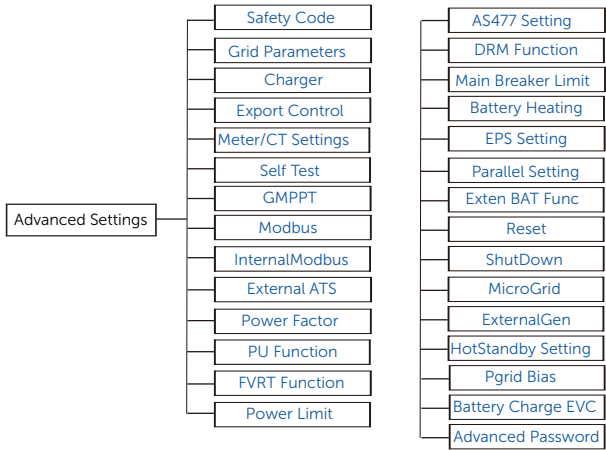 Advanced Settings
Safety Code
Grid Parameters
Charger
Export Control
Meter/CT Settings
Self Test
GMPPT
Modbus
InternalModbus
External ATS
Power Factor
PU Function
FVRT Function
Power Limit
AS477 Setting
DRM Function
Main Breaker Limit
Battery Heating
EPS Setting
Parallel Setting
Exten BAT Func
Reset
ShutDown
MicroGrid
ExternalGen
HotStandby Setting
Pgrid Bias
Battery Charge EVC
Advanced Password